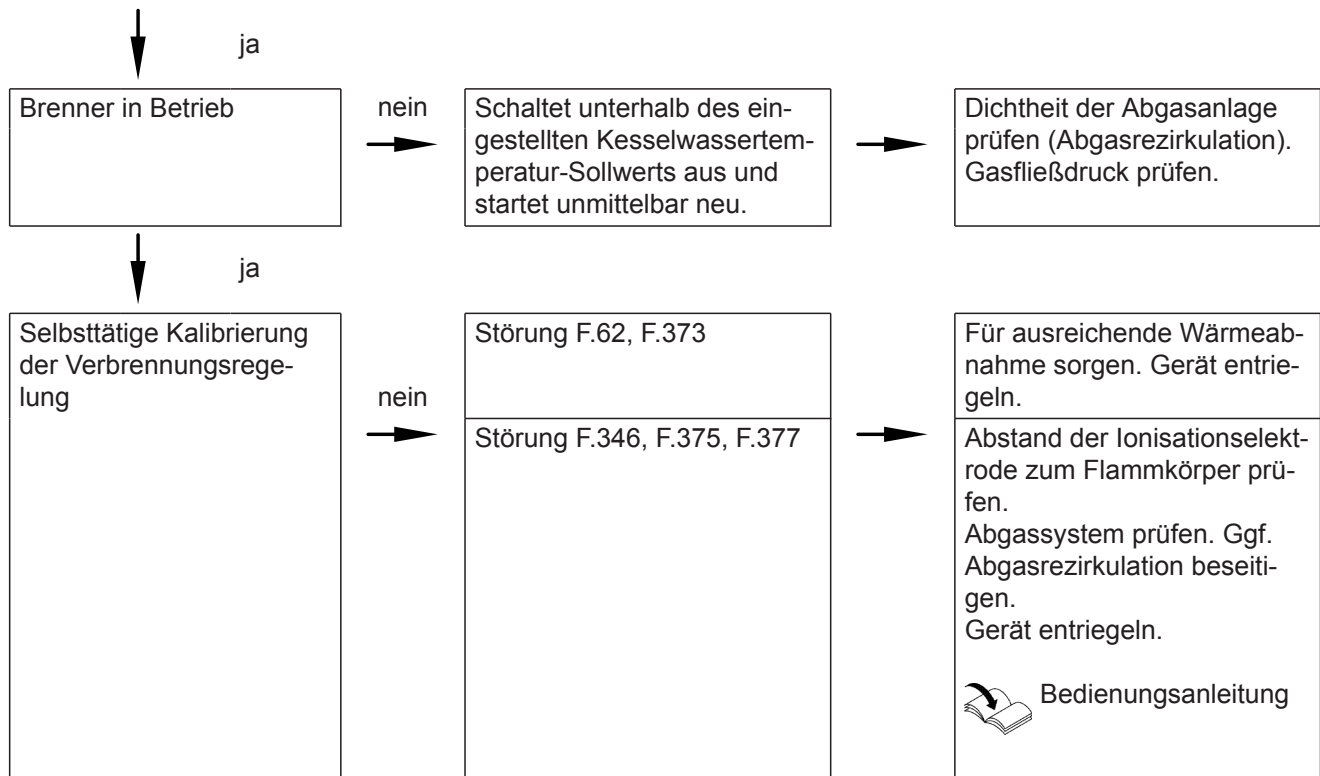 ja
Brenner in Betrieb
nein
Schaltet unterhalb des ein-
gestellten Kesselwassertem-
peratur-Sollwerts aus und
startet unmittelbar neu.
Dichtheit der Abgasanlage
prüfen (Abgasrezirkulation).
Gasfließdruck prüfen.
ja
Selbsttätige Kalibrierung
der Verbrennungsrege-
lung
nein
Störung F.62, F.373
Für ausreichende Wärmeab-
nahme sorgen. Gerät entrie-
geln.
Störung F.346, F.375, F.377
Abstand der Ionisationselekt-
rode zum Flammkörper prü-
fen.
Abgassystem prüfen. Ggf.
Abgasrezirkulation beseiti-
gen.
Gerät entriegeln.
Bedienungsanleitung